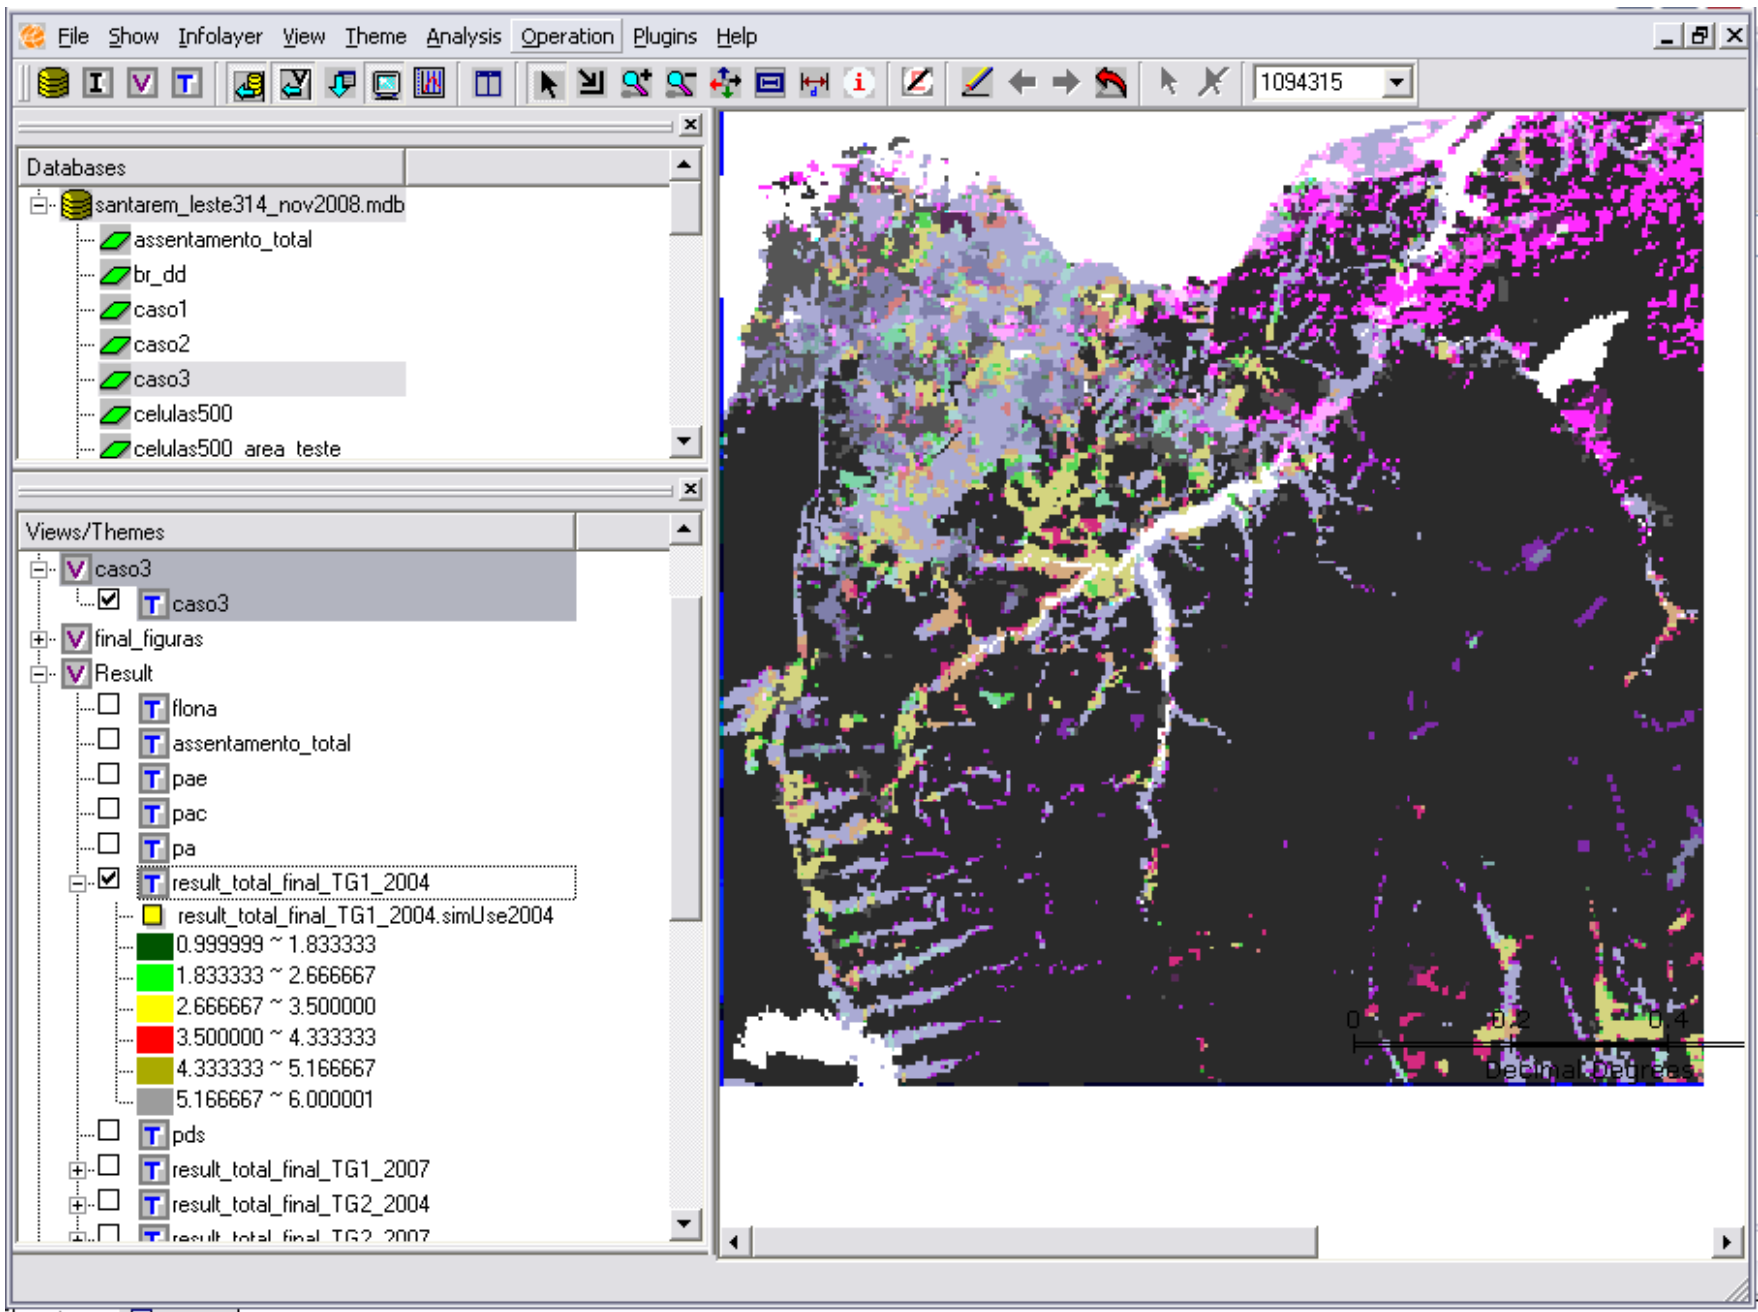 File Show Infolayer View Theme Analysis Operation Plugins Help
1094315
Databases
santarem_leste314_nov2008.mdb
assentamento_total
br_dd
caso1
caso2
caso3
celulas500
celulas500_area_teste
Views/Themes
caso3
caso3
final_figuras
Result
flona
assentamento_total
pae
pac
pa
result_total_final_TG1_2004
result_total_final_TG1_2004.simUse2004
0.999999 ~ 1.833333
1.833333 ~ 2.666667
2.666667 ~ 3.500000
3.500000 ~ 4.333333
4.333333 ~ 5.166667
5.166667 ~ 6.000001
pds
result_total_final_TG1_2007
result_total_final_TG2_2004
result_total_final_TG2_2007
0 0.2 0.4
Decimal Degrees